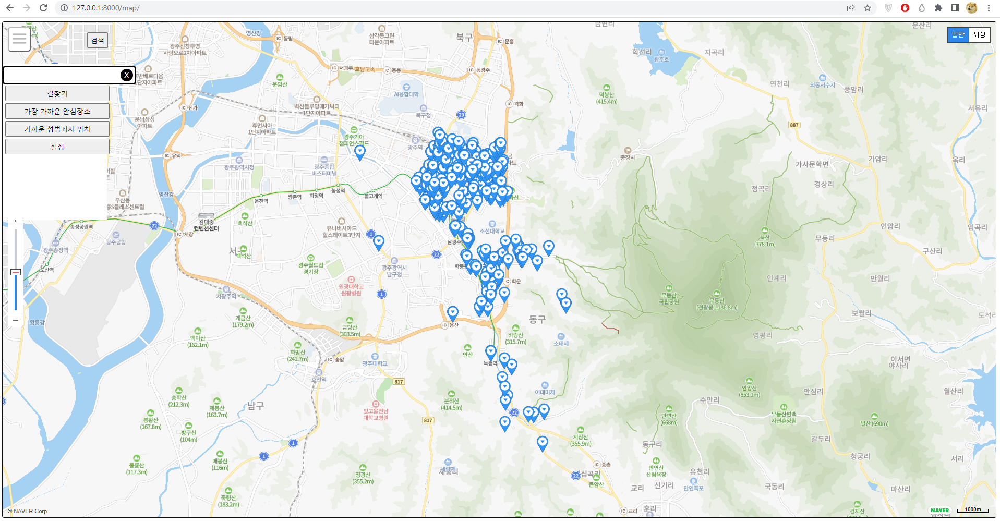 127.0.0.1:8000/map/
금현리
운산리
영산강
IC 동림
삼각동그린
타운아파트
북구
IC 문흥
일반
위성
검색
광주신창부영
사랑으로2차아파트
학선리
광주호
지곡리
IC 서광주
호남고속
IC 용봉
IC 동광주
X
운암산
AI융합대학
덕봉산
(415.4m)
외동저수지
연천리
풍암리
길찾기
가장 가까운 안심장소
가까운 성범죄자 위치
설정
IC 신가
벽산블루밍메가씨티
1단지아파트
북구청
29
IC 각화
서유리
운남삼성
아파트
휴먼시아
1단지아파트
887
광주기아
챔피언스필드
광주역
충장사
가사문학면
가암리
옥리
IC 유덕
광주광역시청
광주종합
버스터미널
정곡리
경상리
영산강
농성역
돌고개역
화정역
쌍촌역
운천역
우산동
김대중
컨벤션센터
백석산
송정공원역
22
IC 서창
광주공항
유니버시아드
힐스테이트3단지
1
조선대학교
인암리
임곡리
북산
(778.1m)
무등리
광주송정역
백석산
22
구산리
광주월드컵
경기장
광주광역시
남구청
도산역
IC 학운
인계리
만월리
원광대학교
원광병원
1
서광주역
무등산
국립공원
무등산
(천왕봉1,186.8m)
황룡강
개금산
(179.2m)
금당산
(303.5m)
IC 용산
동구
보월리
도석리
백마산
(162.1m)
바랑산
(315.7m)
소태제
영평리
화방산
(241.7m)
안산
IC 송암
광주대학교
녹동역
이서면
야사리
효천역
817
어데미제
안양산
(853.1m)
안심리
월산리
송학산
(212.3m)
제봉산
(163.7m)
남구
분적산
(414.5m)
수만리
빛고을전남
대학교병원
22
만연산
(668m)
무등산편백
자연휴양림
별산 (690m)
봉황산
(167.8m)
817
방구산
(104m)
지장산
(355.9m)
갈두리
1
동구리
1
매봉산
(116m)
등룡산
(117.3m)
세량제
IC 중촌
만연산
산림욕장
청궁리
서리
정광산
(355.2m)
22
큰암산
유천리
만연폭포
교리
신기리
국동리
마산리
죽령산
(183.2m)
IC 교리
훈리
건지산
© NAVER Corp.
NAVER
1000m